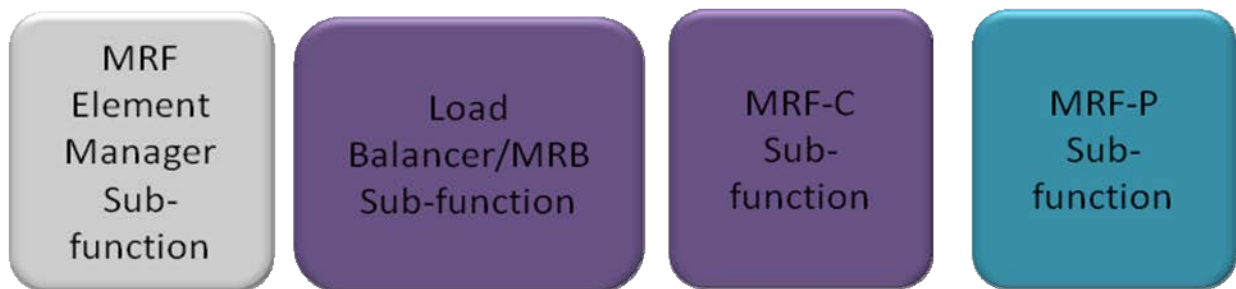 MRF
Element
Manager
Sub-
function
Load
Balancer/MRB
Sub-function
MRF-C
Sub-
function
MRF-P
Sub-
function